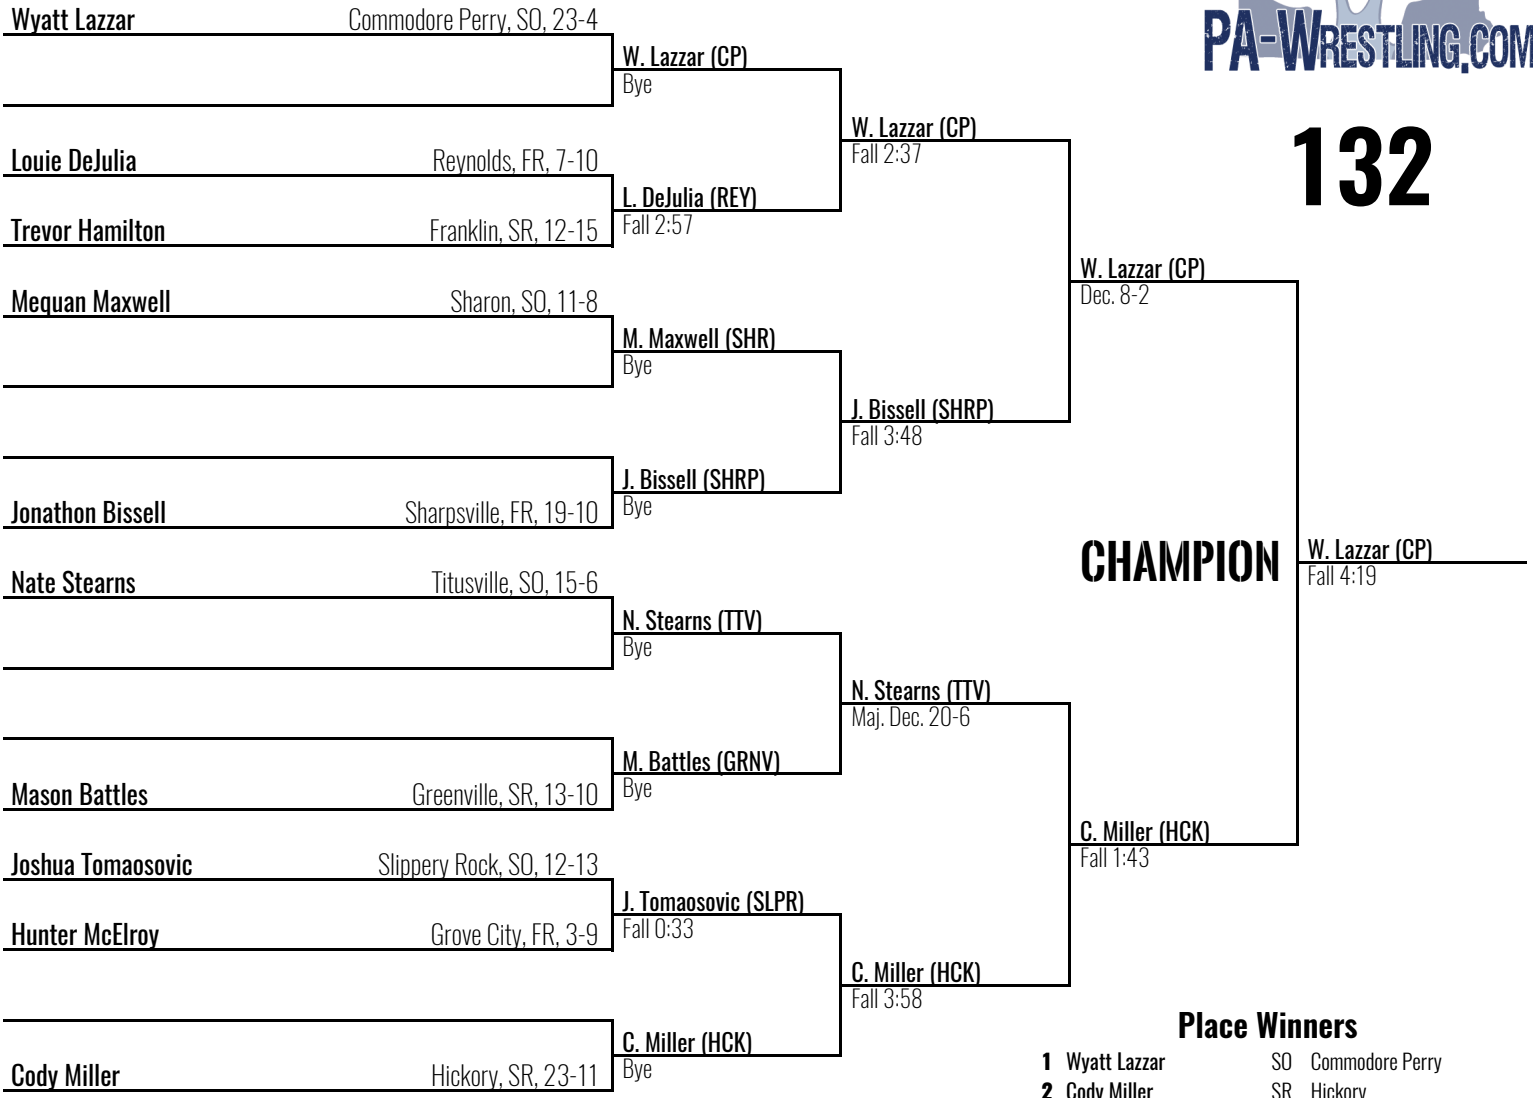 PA-WRESTLING.COM
132
Wyatt Lazzar Commodore Perry, SO, 23-4
Louie DeJulia Reynolds, FR, 7-10
Trevor Hamilton Franklin, SR, 12-15
Mequan Maxwell Sharon, SO, 11-8
Jonathon Bissell Sharpsville, FR, 19-10
Nate Stearns Titusville, SO, 15-6
Mason Battles Greenville, SR, 13-10
Joshua Tomaosovic Slippery Rock, SO, 12-13
Hunter McElroy Grove City, FR, 3-9
Cody Miller Hickory, SR, 23-11
W. Lazzar (CP)
Bye
L. DeJulia (REY)
Fall 2:57
M. Maxwell (SHR)
Bye
J. Bissell (SHRP)
Bye
N. Stearns (TTV)
Bye
M. Battles (GRNV)
Bye
J. Tomaosovic (SLPR)
Fall 0:33
C. Miller (HCK)
Bye
W. Lazzar (CP)
Fall 2:37
J. Bissell (SHRP)
Fall 3:48
N. Stearns (TTV)
Maj. Dec. 20-6
C. Miller (HCK)
Fall 3:58
W. Lazzar (CP)
Dec. 8-2
C. Miller (HCK)
Fall 1:43
CHAMPION
W. Lazzar (CP)
Fall 4:19
Place Winners
1 Wyatt Lazzar SO Commodore Perry
2 Cody Miller SR Hickory